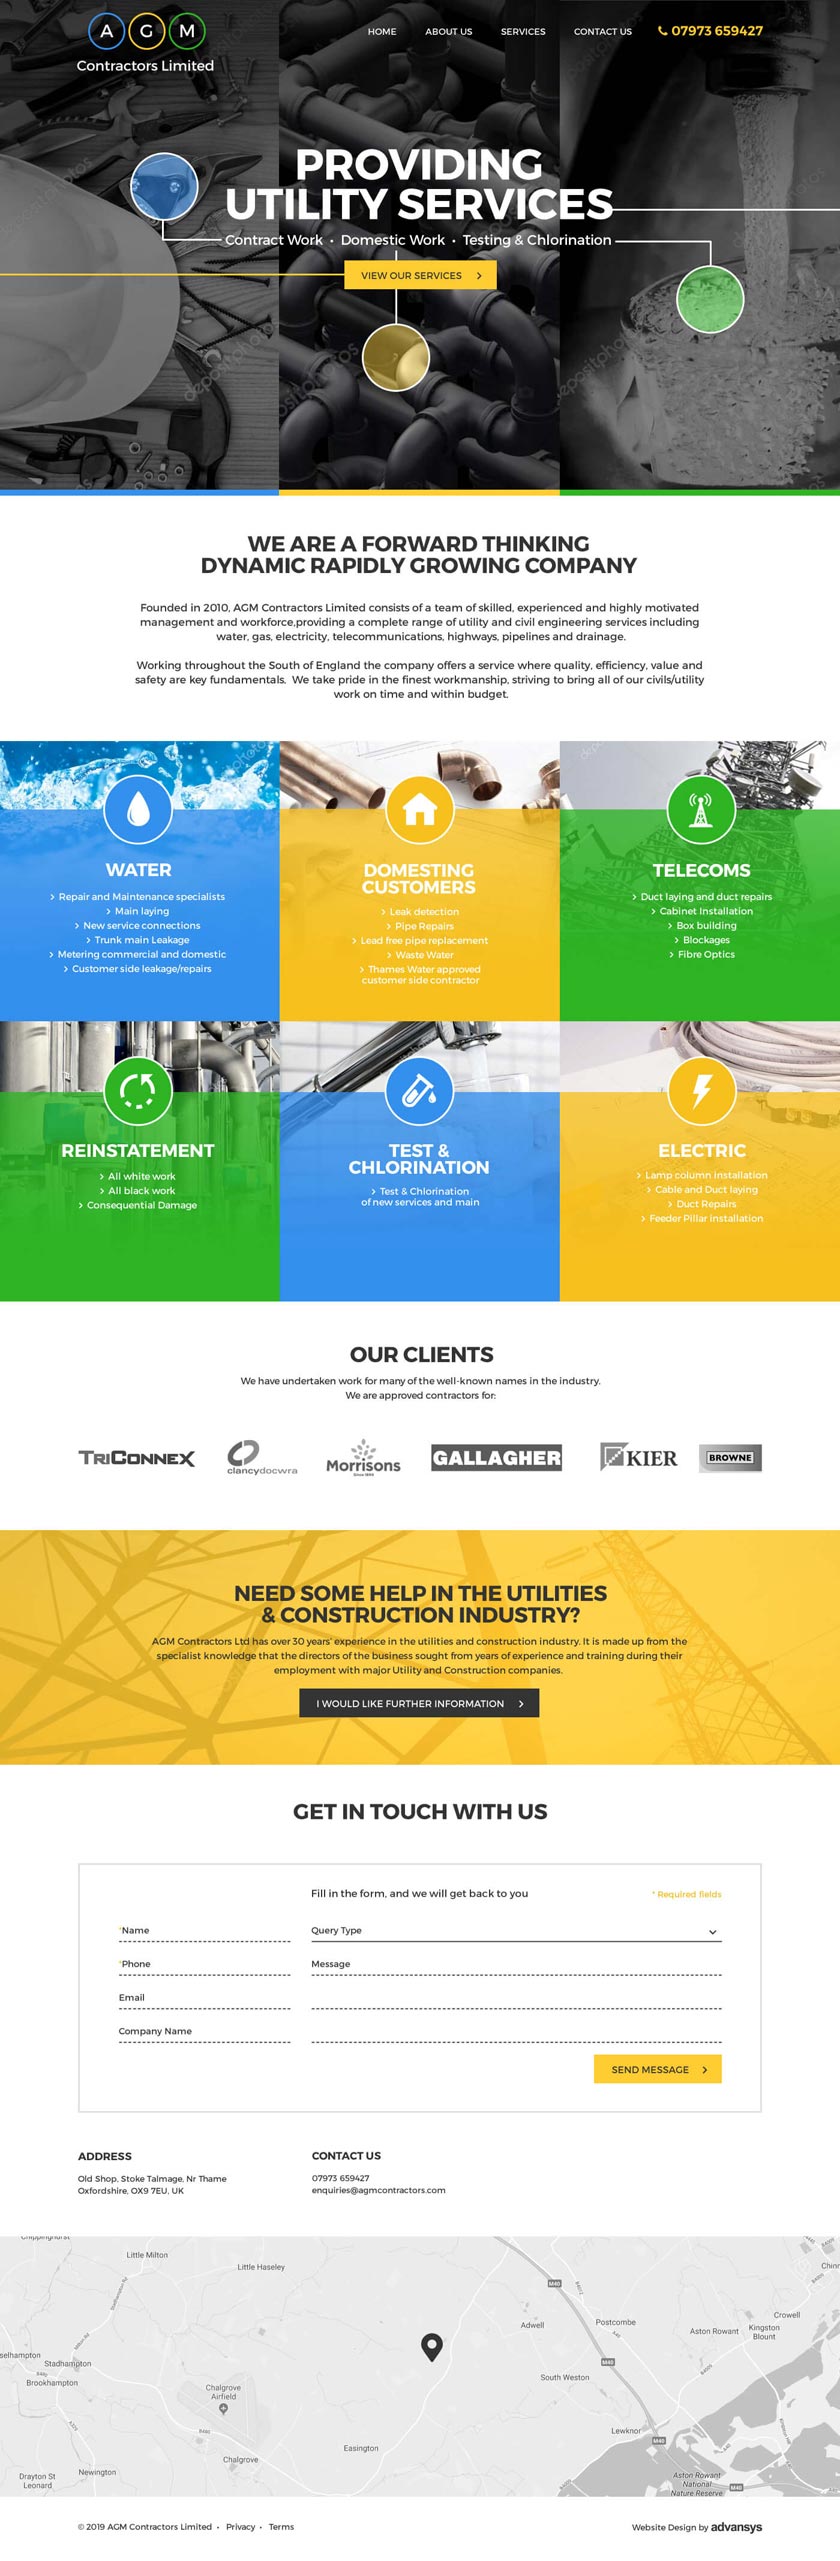 A G M
Contractors Limited
HOME ABOUT US SERVICES CONTACT US 07973 659427
PROVIDING
UTILITY SERVICES
Contract Work • Domestic Work • Testing & Chlorination
VIEW OUR SERVICES
depositphotos
WE ARE A FORWARD THINKING
DYNAMIC RAPIDLY GROWING COMPANY
Founded in 2010, AGM Contractors Limited consists of a team of skilled, experienced and highly motivated
management and workforce,providing a complete range of utility and civil engineering services including
water, gas, electricity, telecommunications, highways, pipelines and drainage.
Working throughout the South of England the company offers a service where quality, efficiency, value and
safety are key fundamentals. We take pride in the finest workmanship, striving to bring all of our civils/utility
work on time and within budget.
WATER
Repair and Maintenance specialists
Main laying
New service connections
Trunk main Leakage
Metering commercial and domestic
Customer side leakage/repairs
DOMESTING
CUSTOMERS
Leak detection
Pipe Repairs
Lead free pipe replacement
Waste Water
Thames Water approved
customer side contractor
TELECOMS
Duct laying and duct repairs
Cabinet Installation
Box building
Blockages
Fibre Optics
REINSTATEMENT
All white work
All black work
Consequential Damage
TEST &
CHLORINATION
Test & Chlorination
of new services and main
ELECTRIC
Lamp column installation
Cable and Duct laying
Duct Repairs
Feeder Pillar installation
OUR CLIENTS
We have undertaken work for many of the well-known names in the industry.
We are approved contractors for:
TRICONNEX
clancydocwra
Morrisons
Since 1899
GALLAGHER
KIER
BROWNE
NEED SOME HELP IN THE UTILITIES
& CONSTRUCTION INDUSTRY?
AGM Contractors Ltd has over 30 years' experience in the utilities and construction industry. It is made up from the
specialist knowledge that the directors of the business sought from years of experience and training during their
employment with major Utility and Construction companies.
I WOULD LIKE FURTHER INFORMATION
GET IN TOUCH WITH US
Fill in the form, and we will get back to you
* Required fields
*Name
Query Type
*Phone
Message
Email
Company Name
SEND MESSAGE
ADDRESS
Old Shop, Stoke Talmage, Nr Thame
Oxfordshire, OX9 7EU, UK
CONTACT US
07973 659427
enquiries@agmcontractors.com
Chippinghurst
Little Milton
Little Haseley
M40
Crowell
Postcombe
Adwell
Aston Rowant
Kingston
Blount
Stadhampton
Brookhampton
M40
South Weston
Chalgrove
Airfield
Lewknor
M40
Easington
Chalgrove
Newington
Drayton St
Leonard
Aston Rowant
National
Nature Reserve
M40
© 2019 AGM Contractors Limited • Privacy • Terms
Website Design by advansys